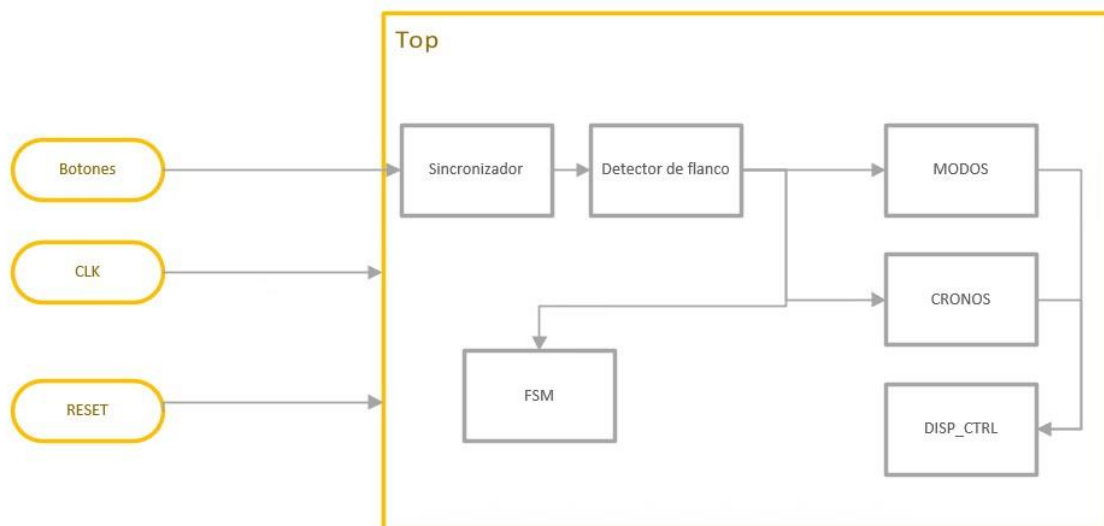 Top
Botones
Sincronizador
Detector de flanco
MODOS
CLK
CRONOS
RESET
FSM
DISP_CTRL